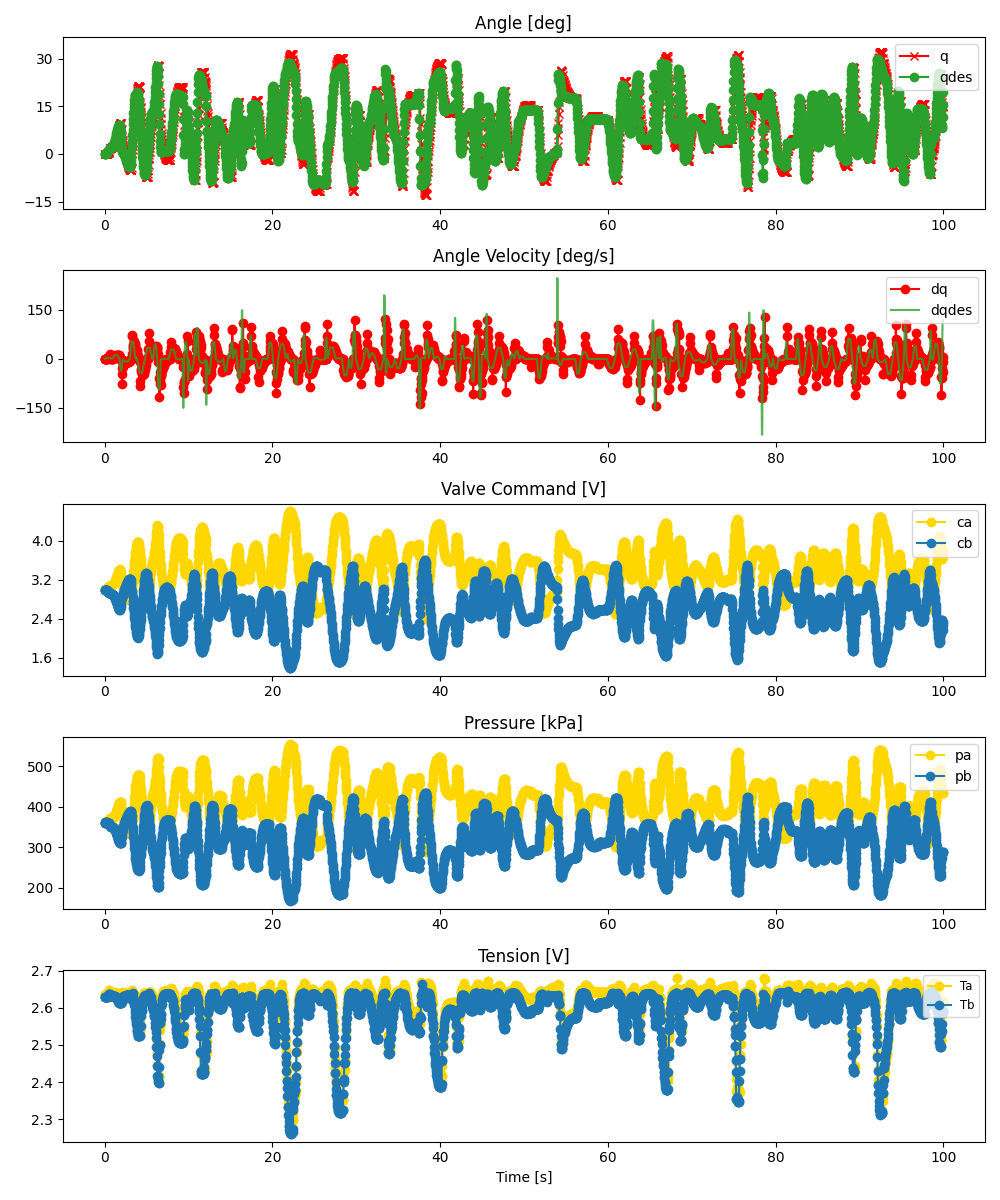 Angle [deg]
30
15
0
−15
q
qdes
0 20 40 60 80 100
Angle Velocity [deg/s]
150
0
−150
dq
dqdes
0 20 40 60 80 100
Valve Command [V]
4.0
3.2
2.4
1.6
ca
cb
0 20 40 60 80 100
Pressure [kPa]
500
400
300
200
pa
pb
0 20 40 60 80 100
Tension [V]
2.7
2.6
2.5
2.4
2.3
Ta
Tb
0 20 40 60 80 100
Time [s]